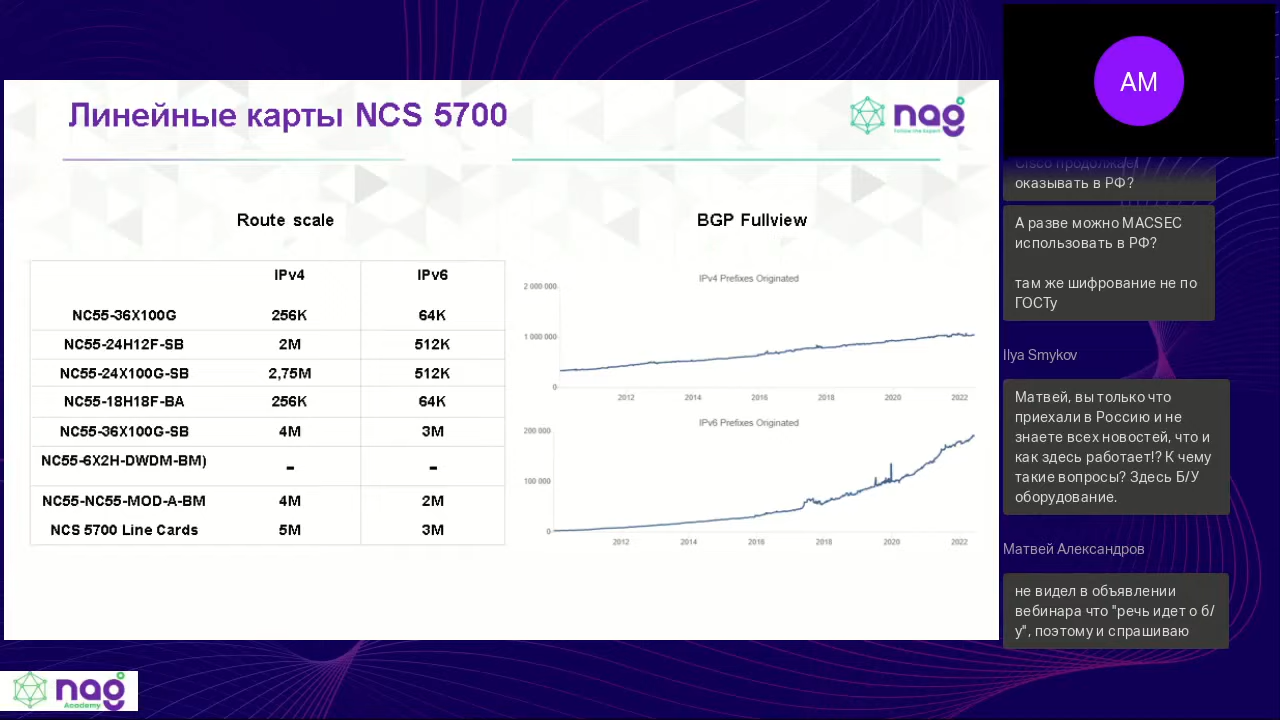 Линейные карты NCS 5700
nag
follow the Expert
Route scale
IPv4 IPv6
NC55-36X100G 256K 64K
NC55-24H12F-SB 2M 512K
NC55-24X100G-SB 2,75M 512K
NC55-18H18F-BA 256K 64K
NC55-36X100G-SB 4M 3M
NC55-6X2H-DWDM-BM) - -
NC55-NC55-MOD-A-BM 4M 2M
NCS 5700 Line Cards 5M 3M
BGP Fullview
IPv4 Prefixes Originated
2 000 000
1 000 000
0
2012 2014 2016 2018 2020 2022
IPv6 Prefixes Originated
200 000
100 000
0
2012 2014 2016 2018 2020 2022
nag
Academy
AM
Cisco продолжает
оказывать в РФ?
А разве можно MACSEC
использовать в РФ?
там же шифрование не по
ГОСТу
Ilya Smykov
Матвей, вы только что
приехали в Россию и не
знаете всех новостей, что и
как здесь работает!? К чему
такие вопросы? Здесь Б/У
оборудование.
Матвей Александров
не видел в объявлении
вебинара что "речь идет о б/
у", поэтому и спрашиваю